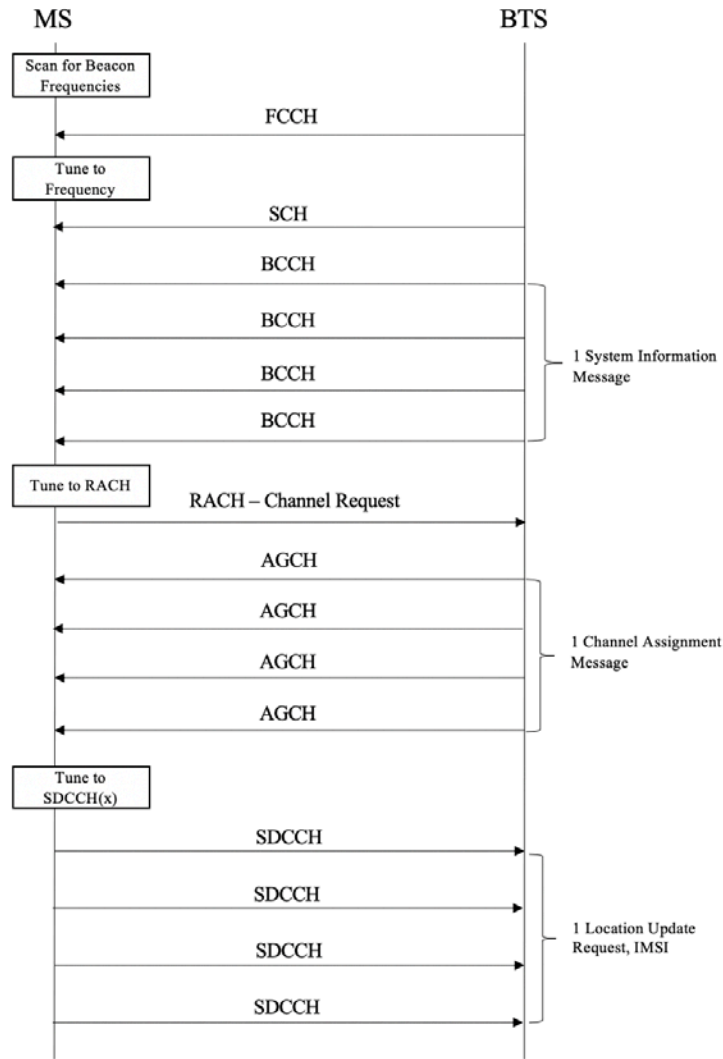 MS
BTS
Scan for Beacon
Frequencies
FCCH
Tune to
Frequency
SCH
BCCH
BCCH
BCCH
BCCH
1 System Information
Message
Tune to RACH
RACH – Channel Request
AGCH
AGCH
AGCH
AGCH
1 Channel Assignment
Message
Tune to
SDCCH(x)
SDCCH
SDCCH
SDCCH
SDCCH
1 Location Update
Request, IMSI